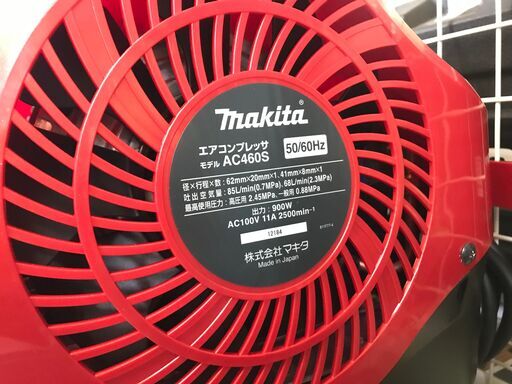 makita®
エアコンプレッサ
モデル AC460S 50/60Hz
径×行程×数：62mm×20mm×1、41mm×8mm×1
吐出空気量：85L/min(0.7MPa)、68L/min(2.3MPa)
最高使用圧力：高圧用 2.45MPa、一般用 0.88MPa
出力：900W
AC100V 11A 2500min⁻¹
12184
株式会社 マキタ
Made in Japan